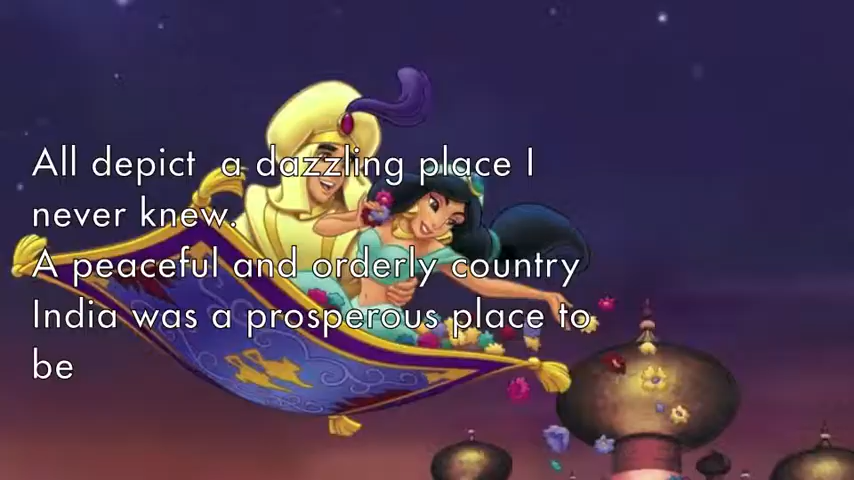 All depict  a dazzling place I
never knew.
A peaceful and orderly country
India was a prosperous place to
be